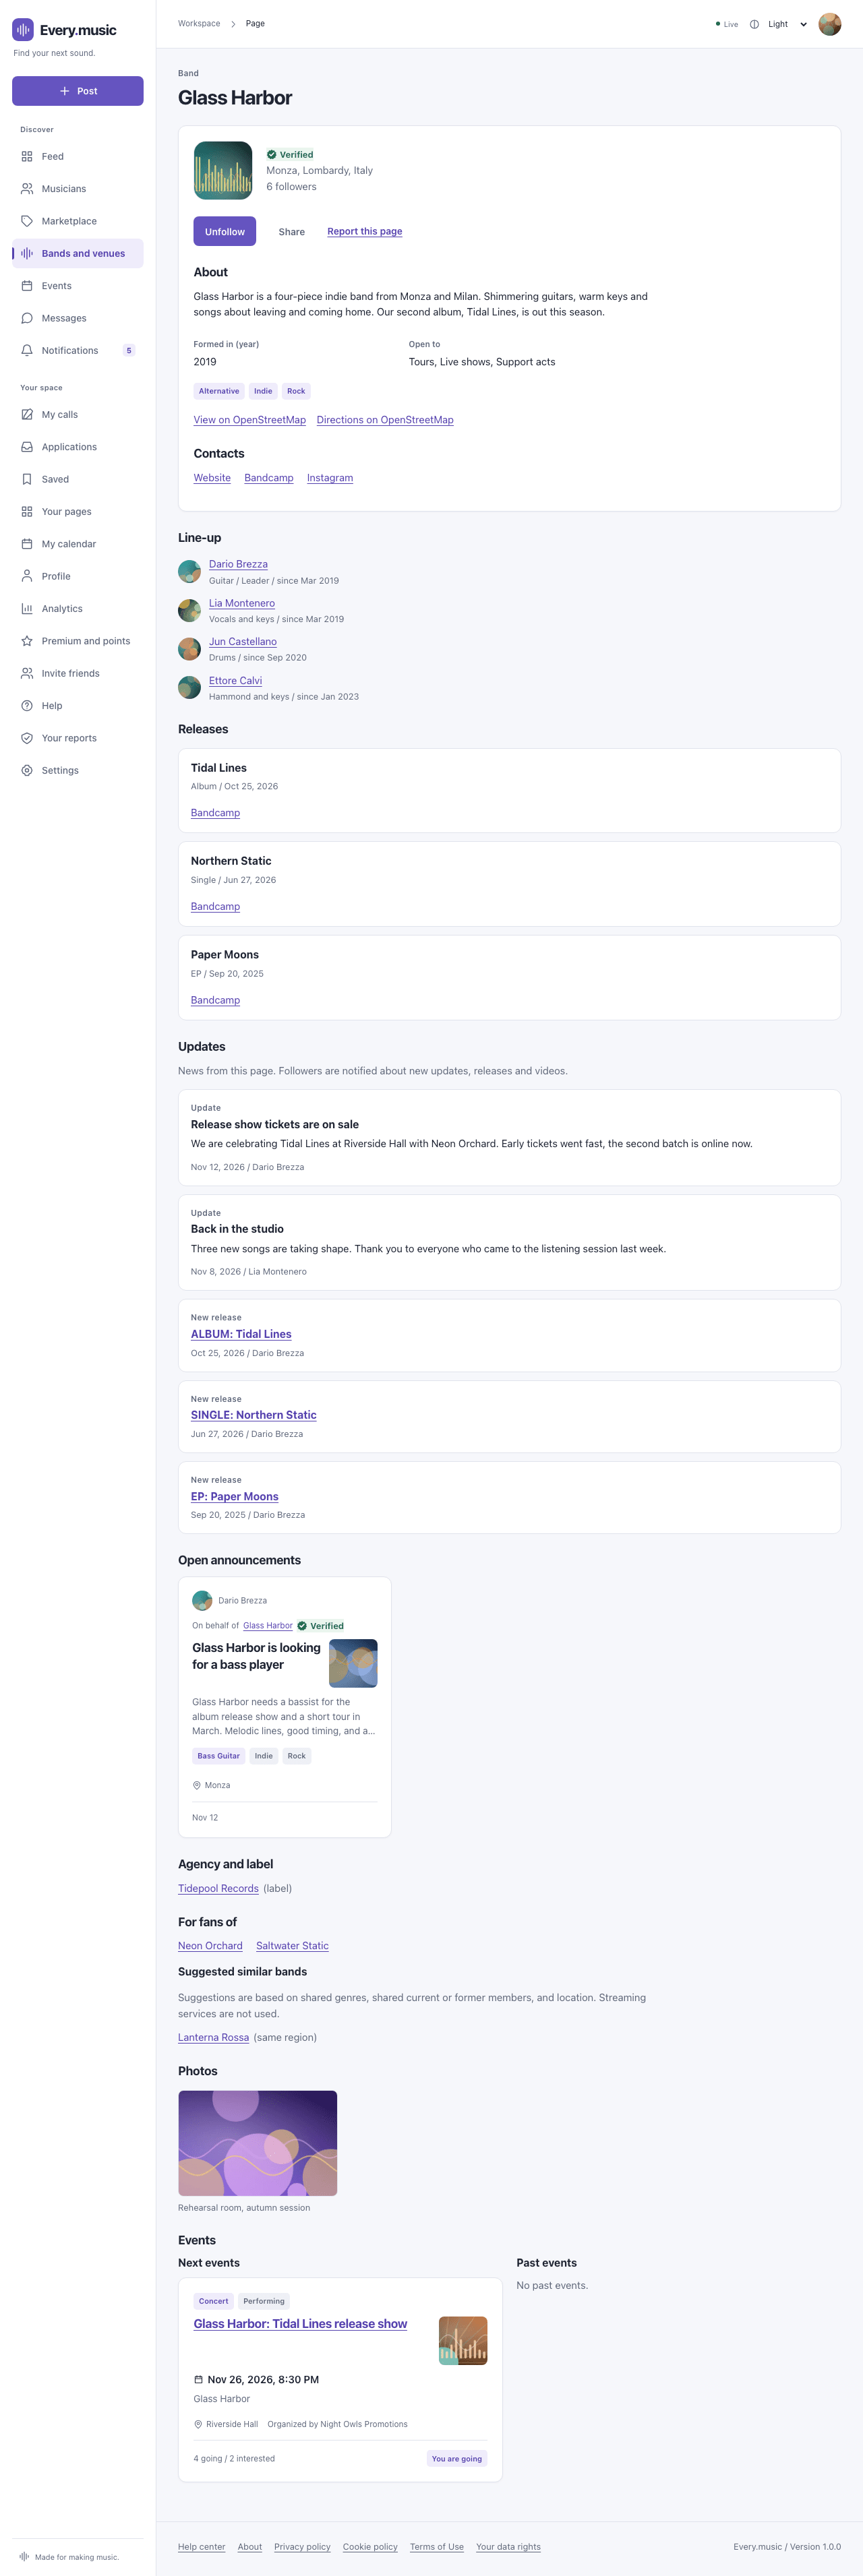 Every.music
Find your next sound.
Post
Discover
Feed
Musicians
Marketplace
Bands and venues
Events
Messages
Notifications 5
Your space
My calls
Applications
Saved
Your pages
My calendar
Profile
Analytics
Premium and points
Invite friends
Help
Your reports
Settings
Made for making music.
Workspace Page
Live Light
Band
Glass Harbor
Verified
Monza, Lombardy, Italy
6 followers
Unfollow Share Report this page
About
Glass Harbor is a four-piece indie band from Monza and Milan. Shimmering guitars, warm keys and
songs about leaving and coming home. Our second album, Tidal Lines, is out this season.
Formed in (year) Open to
2019 Tours, Live shows, Support acts
Alternative Indie Rock
View on OpenStreetMap Directions on OpenStreetMap
Contacts
Website Bandcamp Instagram
Line-up
Dario Brezza
Guitar / Leader / since Mar 2019
Lia Montenero
Vocals and keys / since Mar 2019
Jun Castellano
Drums / since Sep 2020
Ettore Calvi
Hammond and keys / since Jan 2023
Releases
Tidal Lines
Album / Oct 25, 2026
Bandcamp
Northern Static
Single / Jun 27, 2026
Bandcamp
Paper Moons
EP / Sep 20, 2025
Bandcamp
Updates
News from this page. Followers are notified about new updates, releases and videos.
Update
Release show tickets are on sale
We are celebrating Tidal Lines at Riverside Hall with Neon Orchard. Early tickets went fast, the second batch is online now.
Nov 12, 2026 / Dario Brezza
Update
Back in the studio
Three new songs are taking shape. Thank you to everyone who came to the listening session last week.
Nov 8, 2026 / Lia Montenero
New release
ALBUM: Tidal Lines
Oct 25, 2026 / Dario Brezza
New release
SINGLE: Northern Static
Jun 27, 2026 / Dario Brezza
New release
EP: Paper Moons
Sep 20, 2025 / Dario Brezza
Open announcements
Dario Brezza
On behalf of Glass Harbor Verified
Glass Harbor is looking
for a bass player
Glass Harbor needs a bassist for the
album release show and a short tour in
March. Melodic lines, good timing, and a...
Bass Guitar Indie Rock
Monza
Nov 12
Agency and label
Tidepool Records (label)
For fans of
Neon Orchard Saltwater Static
Suggested similar bands
Suggestions are based on shared genres, shared current or former members, and location. Streaming
services are not used.
Lanterna Rossa (same region)
Photos
Rehearsal room, autumn session
Events
Next events
Concert Performing
Glass Harbor: Tidal Lines release show
Nov 26, 2026, 8:30 PM
Glass Harbor
Riverside Hall Organized by Night Owls Promotions
4 going / 2 interested You are going
Past events
No past events.
Help center About Privacy policy Cookie policy Terms of Use Your data rights Every.music / Version 1.0.0